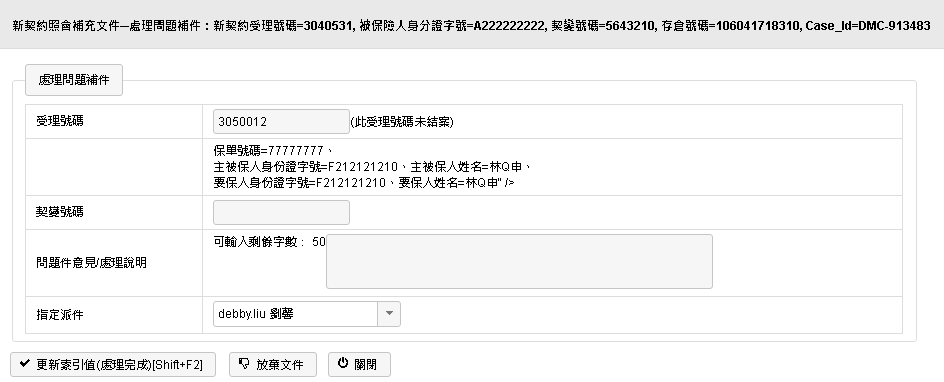 新契約照會補充文件—處理問題補件：新契約受理號碼=3040531, 被保險人身分證字號=A222222222, 契變號碼=5643210, 存倉號碼=106041718310, Case_Id=DMC-913483
處理問題補件
受理號碼
3050012 (此受理號碼未結案)
保單號碼=77777777、
主被保人身份證字號=F212121210、主被保人姓名=林Q申、
要保人身份證字號=F212121210、要保人姓名=林Q申" />
契變號碼
問題件意見/處理說明
可輸入剩餘字數： 50
指定派件
debby.liu 劉馨
更新索引值(處理完成)[Shift+F2]
放棄文件
關閉